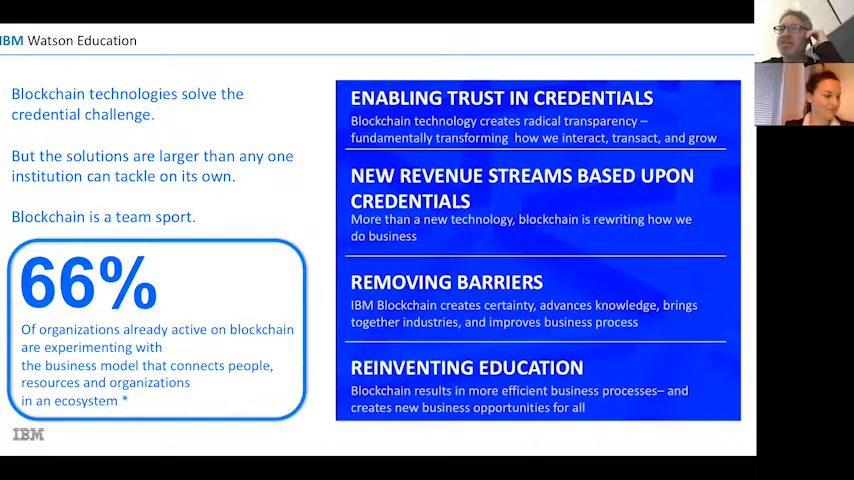 IBM Watson Education
Blockchain technologies solve the
credential challenge.
But the solutions are larger than any one
institution can tackle on its own.
Blockchain is a team sport.
66%
Of organizations already active on blockchain
are experimenting with
the business model that connects people,
resources and organizations
in an ecosystem *
IBM
ENABLING TRUST IN CREDENTIALS
Blockchain technology creates radical transparency –
fundamentally transforming how we interact, transact, and grow
NEW REVENUE STREAMS BASED UPON
CREDENTIALS
More than a new technology, blockchain is rewriting how we
do business
REMOVING BARRIERS
IBM Blockchain creates certainty, advances knowledge, brings
together industries, and improves business process
REINVENTING EDUCATION
Blockchain results in more efficient business processes– and
creates new business opportunities for all